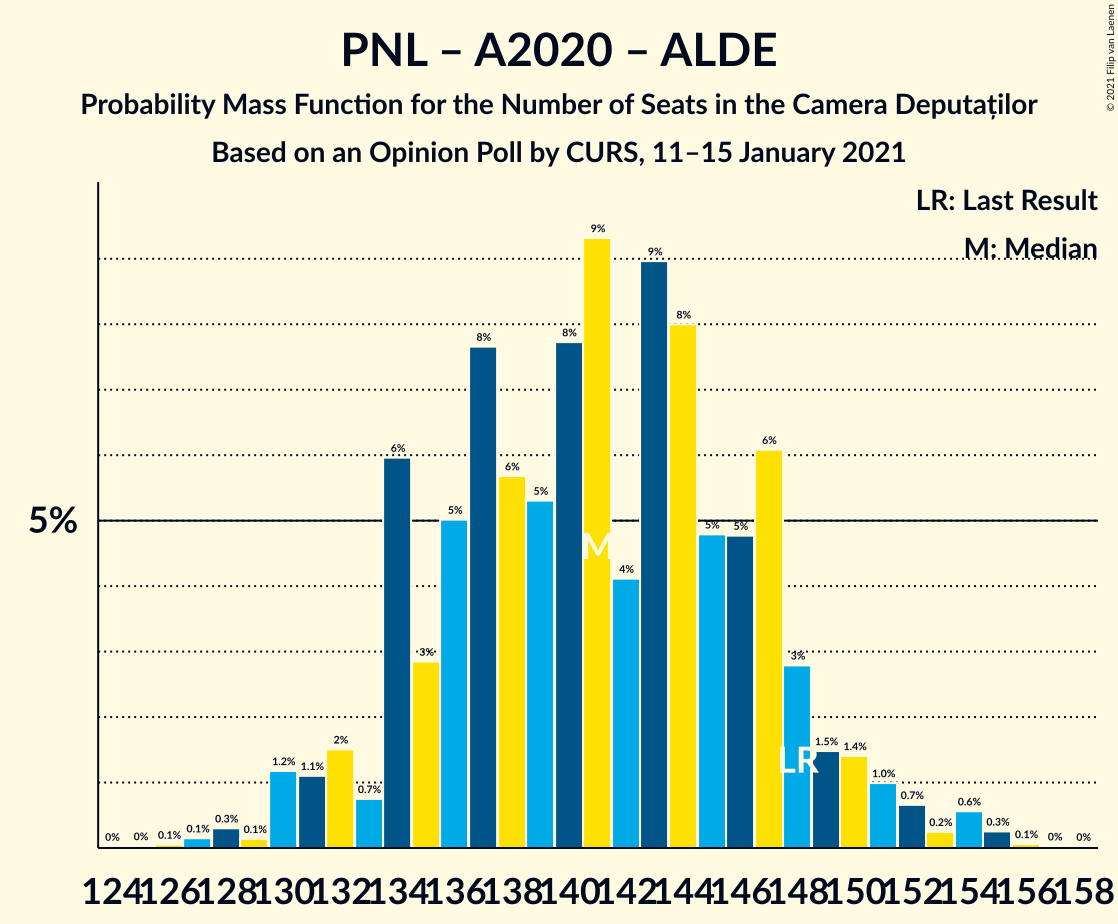 PNL – A2020 – ALDE
Probability Mass Function for the Number of Seats in the Camera Deputaților
Based on an Opinion Poll by CURS, 11–15 January 2021
© 2021 Filip van Laenen
LR: Last Result
M: Median
5%
0% 0% 0.1% 0.1% 0.3% 0.1% 1.2% 1.1% 2% 0.7% 6% 3% 5% 8% 6% 5% 8% 9% 4% 9% 8% 5% 5% 6% 3% 1.5% 1.4% 1.0% 0.7% 0.2% 0.6% 0.3% 0.1% 0% 0%
M
LR
124 126 128 130 132 134 136 138 140 142 144 146 148 150 152 154 156 158